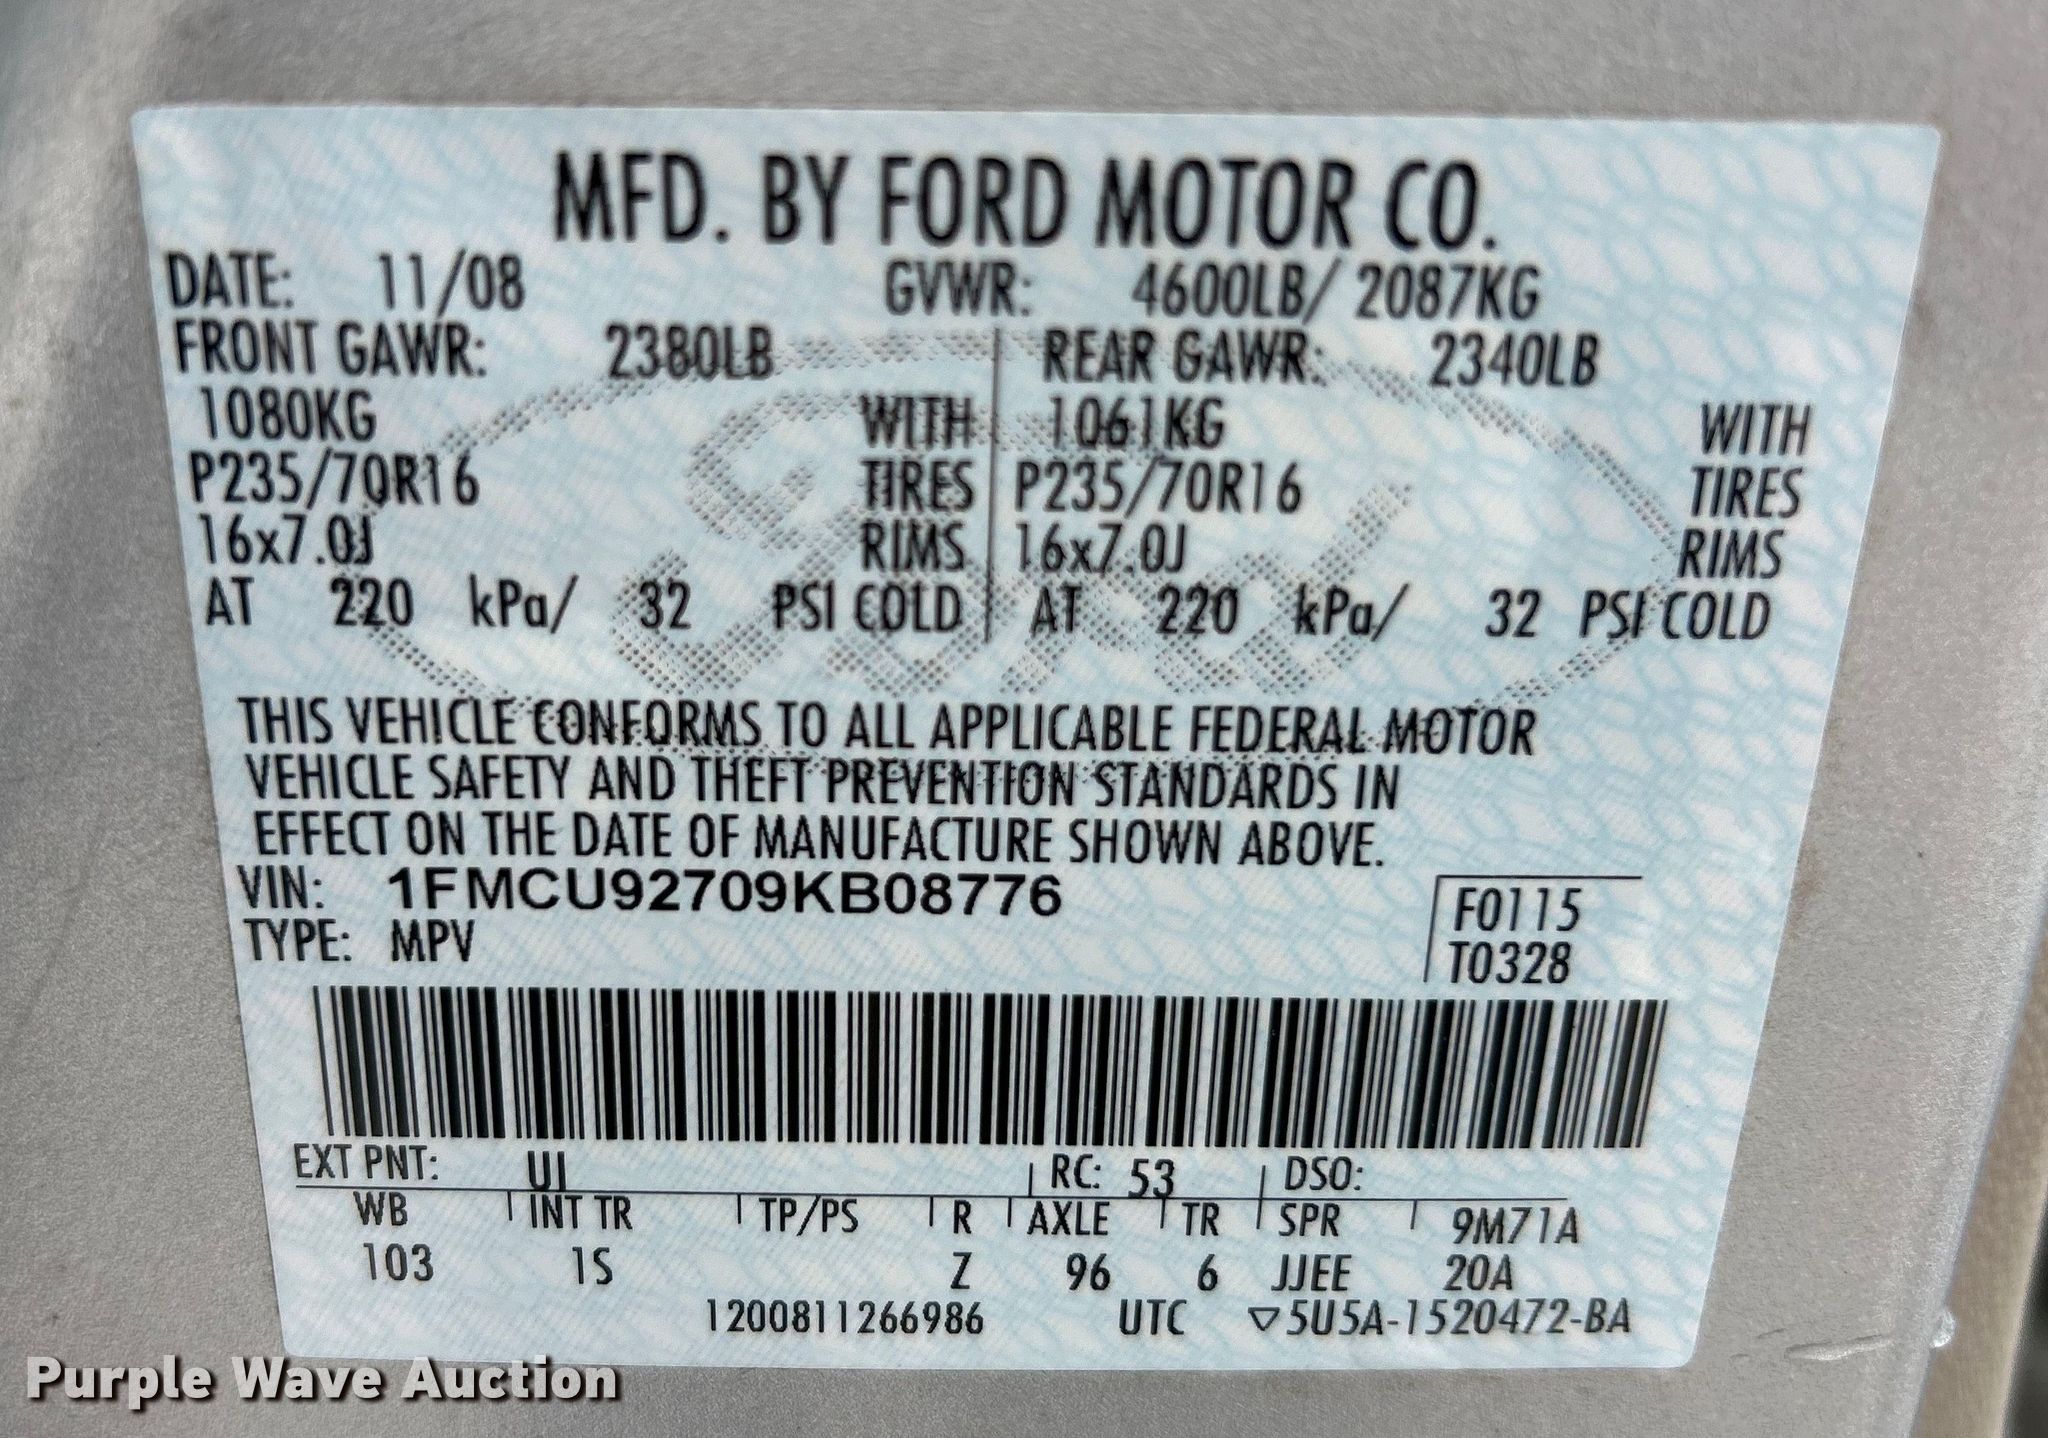 MFD. BY FORD MOTOR CO.
DATE: 11/08 GVWR: 4600LB/ 2087KG
FRONT GAWR: 2380LB REAR GAWR: 2340LB
1080KG WITH 1061KG WITH
P235/70R16 TIRES P235/70R16 TIRES
16x7.0J RIMS 16x7.0J RIMS
AT 220 kPa/ 32 PSI COLD AT 220 kPa/ 32 PSI COLD
THIS VEHICLE CONFORMS TO ALL APPLICABLE FEDERAL MOTOR
VEHICLE SAFETY AND THEFT PREVENTION STANDARDS IN
EFFECT ON THE DATE OF MANUFACTURE SHOWN ABOVE.
VIN: 1FMCU92709KB08776
TYPE: MPV
F0115
T0328
EXT PNT: UI RC: 53 DSO:
WB INT TR TP/PS R AXLE TR SPR 9M71A
103 1S Z 96 6 JJEE 20A
1200811266986 UTC ▽5U5A-1520472-BA
Ford
Purple Wave Auction